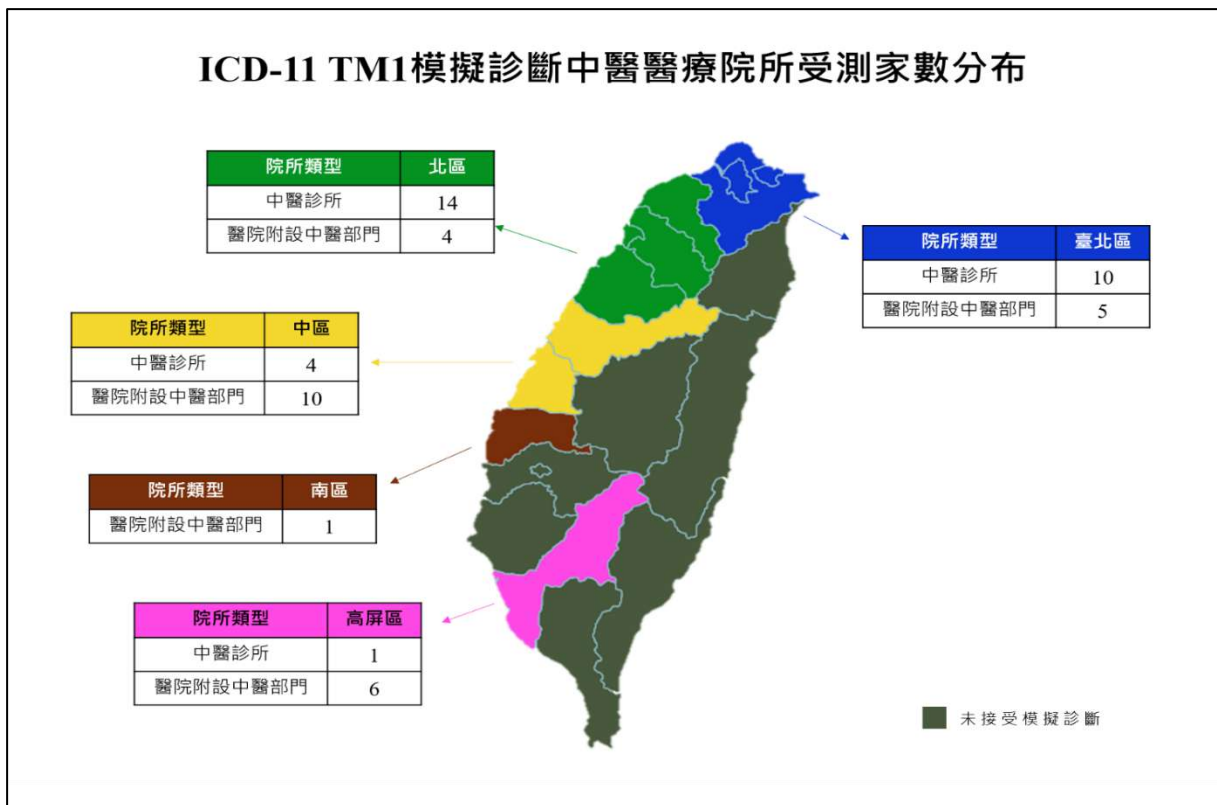 ICD-11 TM1模擬診斷中醫醫療院所受測家數分布
院所類型 北區
中醫診所 14
醫院附設中醫部門 4
院所類型 臺北區
中醫診所 10
醫院附設中醫部門 5
院所類型 中區
中醫診所 4
醫院附設中醫部門 10
院所類型 南區
醫院附設中醫部門 1
院所類型 高屏區
中醫診所 1
醫院附設中醫部門 6
未接受模擬診斷